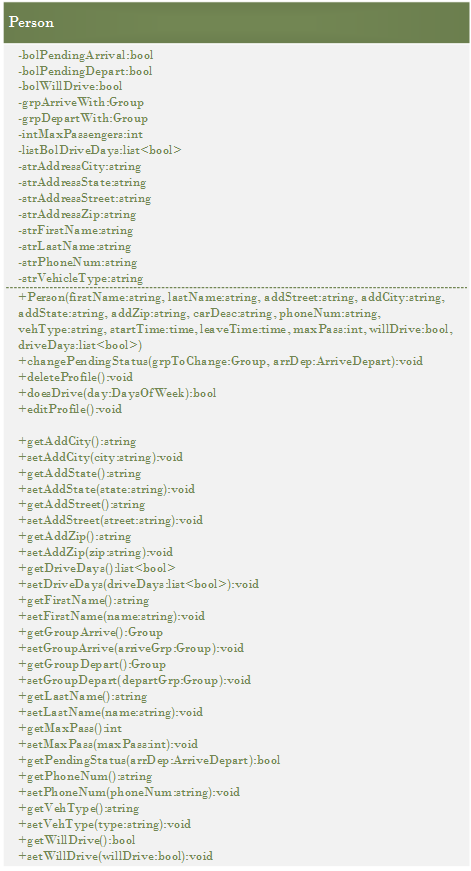 Person
-bolPendingArrival:bool
-bolPendingDepart:bool
-bolWillDrive:bool
-grpArriveWith:Group
-grpDepartWith:Group
-intMaxPassengers:int
-listBolDriveDays:list<bool>
-strAddressCity:string
-strAddressState:string
-strAddressStreet:string
-strAddressZip:string
-strFirstName:string
-strLastName:string
-strPhoneNum:string
-strVehicleType:string
+Person(firstName:string, lastName:string, addStreet:string, addCity:string,
addState:string, addZip:string, carDesc:string, phoneNum:string,
vehType:string, startTime:time, leaveTime:time, maxPass:int, willDrive:bool,
driveDays:list<bool>)
+changePendingStatus(grpToChange:Group, arrDep:ArriveDepart):void
+deleteProfile():void
+doesDrive(day:DaysOfWeek):bool
+editProfile():void
+getAddCity():string
+setAddCity(city:string):void
+getAddState():string
+setAddState(state:string):void
+getAddStreet():string
+setAddStreet(street:string):void
+getAddZip():string
+setAddZip(zip:string):void
+getDriveDays():list<bool>
+setDriveDays(driveDays:list<bool>):void
+getFirstName():string
+setFirstName(name:string):void
+getGroupArrive():Group
+setGroupArrive(arriveGrp:Group):void
+getGroupDepart():Group
+setGroupDepart(departGrp:Group):void
+getLastName():string
+setLastName(name:string):void
+getMaxPass():int
+setMaxPass(maxPass:int):void
+getPendingStatus(arrDep:ArriveDepart):bool
+getPhoneNum():string
+setPhoneNum(phoneNum:string):void
+getVehType():string
+setVehType(type:string):void
+getWillDrive():bool
+setWillDrive(willDrive:bool):void